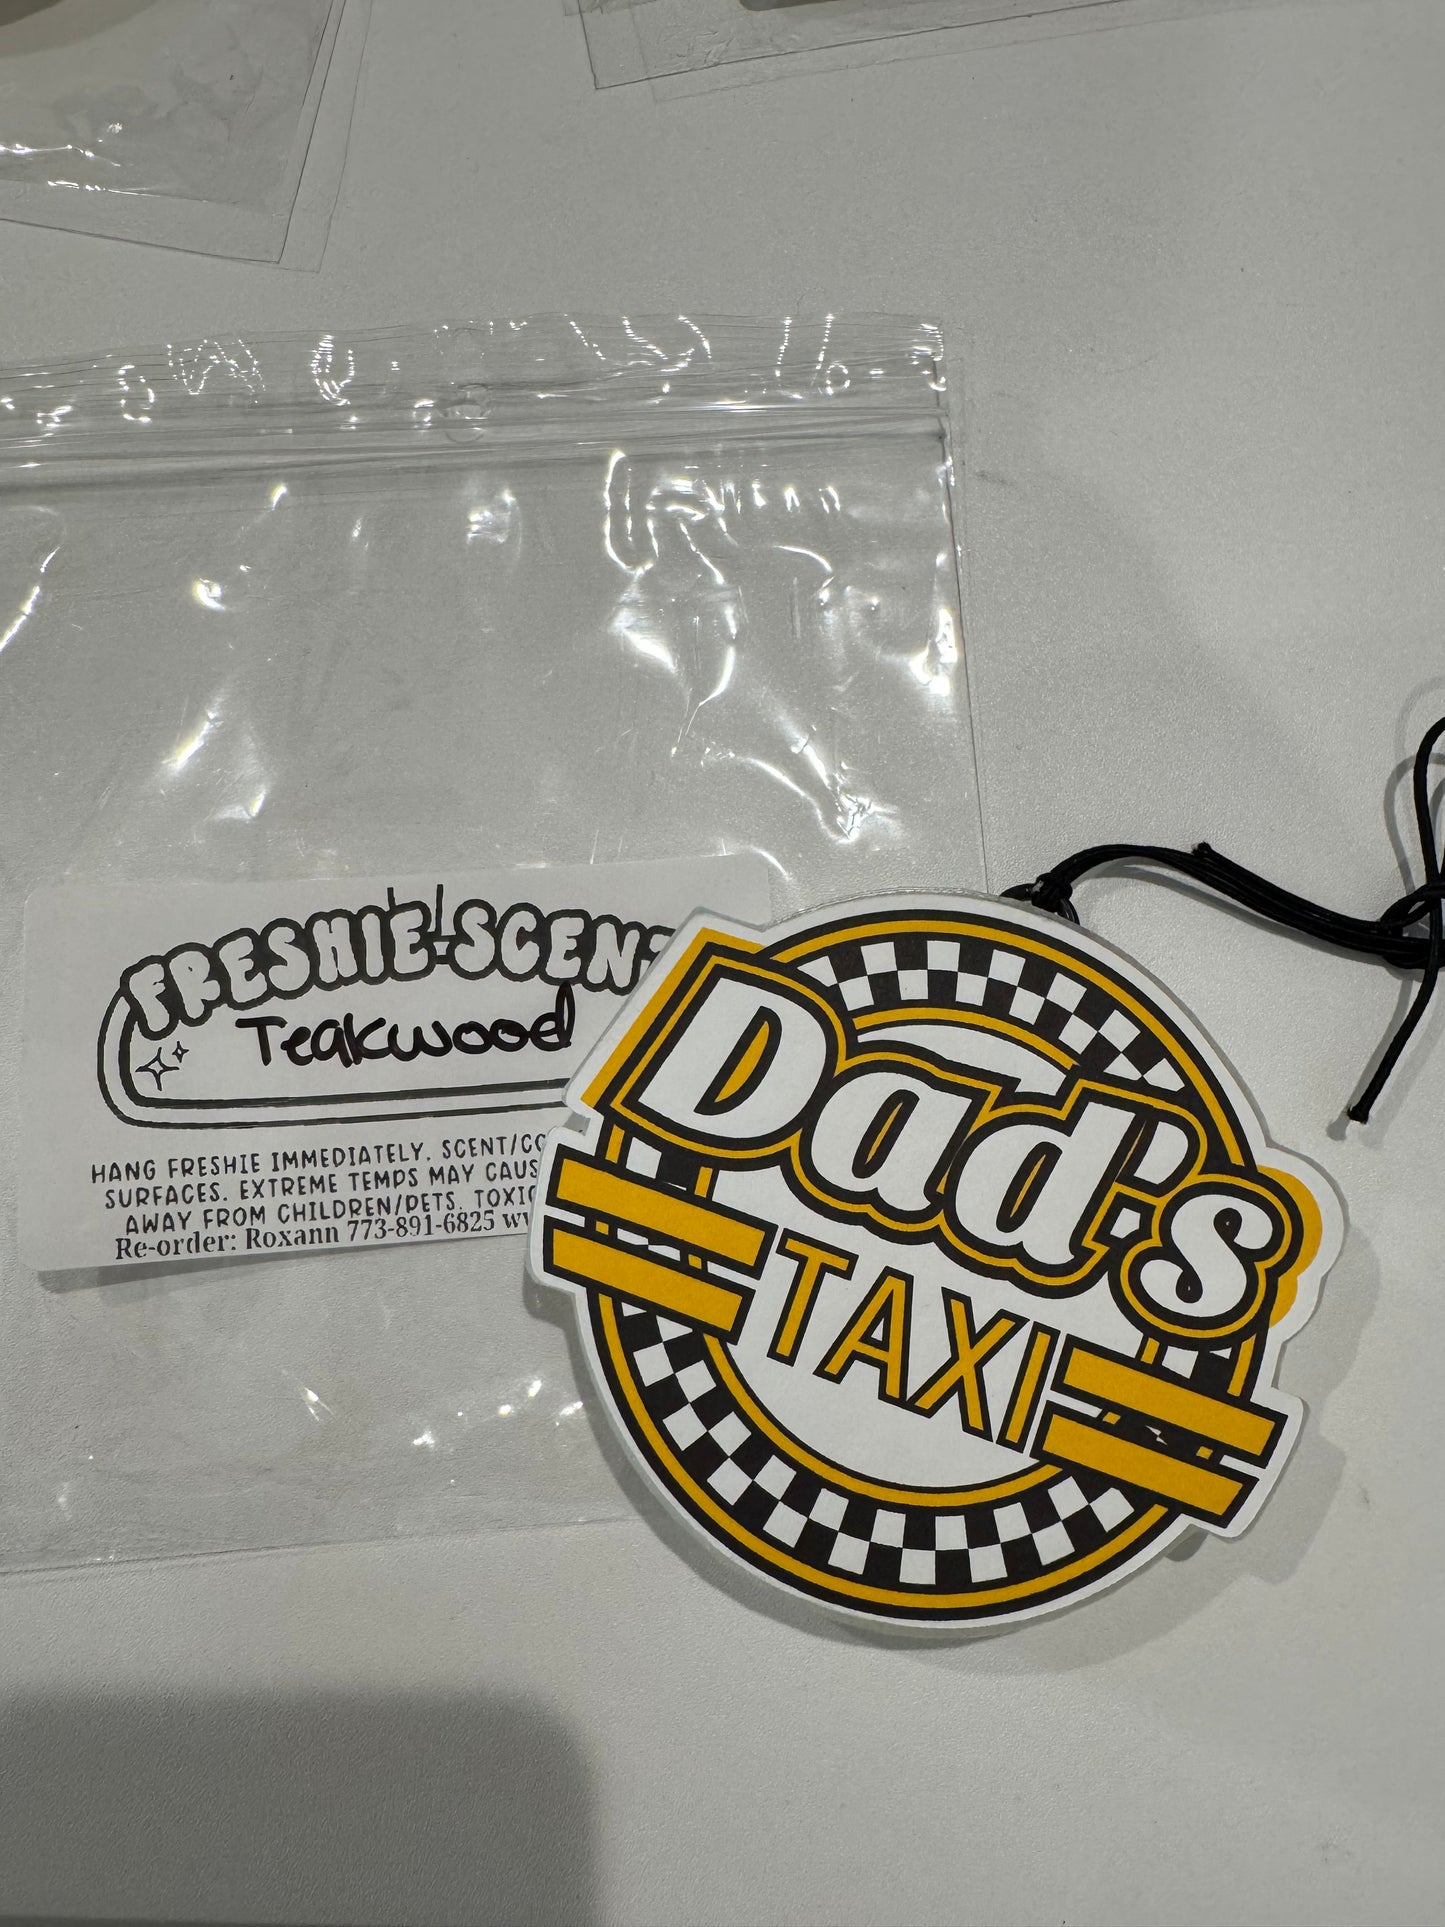 FRESHIE SCENT
Teakwood
HANG FRESHIE IMMEDIATELY. SCENT/CO
SURFACES. EXTREME TEMPS MAY CAUS
AWAY FROM CHILDREN/PETS. TOXIC
Re-order: Roxann 773-891-6825 w
Dad's
TAXI